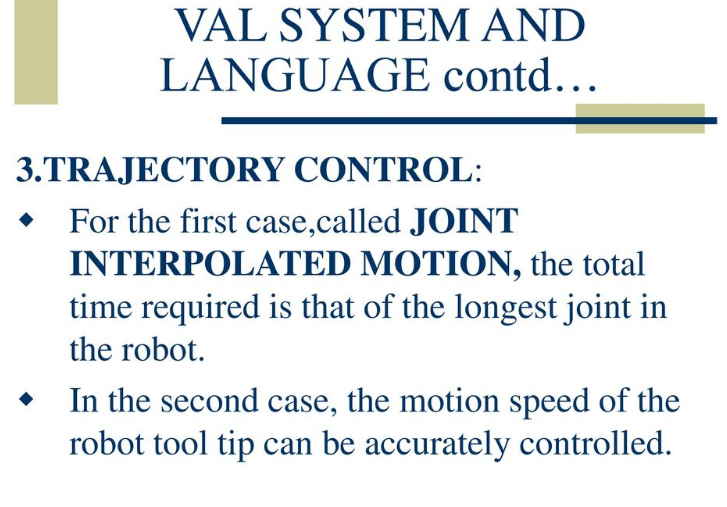 VAL SYSTEM AND
LANGUAGE contd…
3.TRAJECTORY CONTROL:
◆ For the first case,called JOINT
INTERPOLATED MOTION, the total
time required is that of the longest joint in
the robot.
◆ In the second case, the motion speed of the
robot tool tip can be accurately controlled.